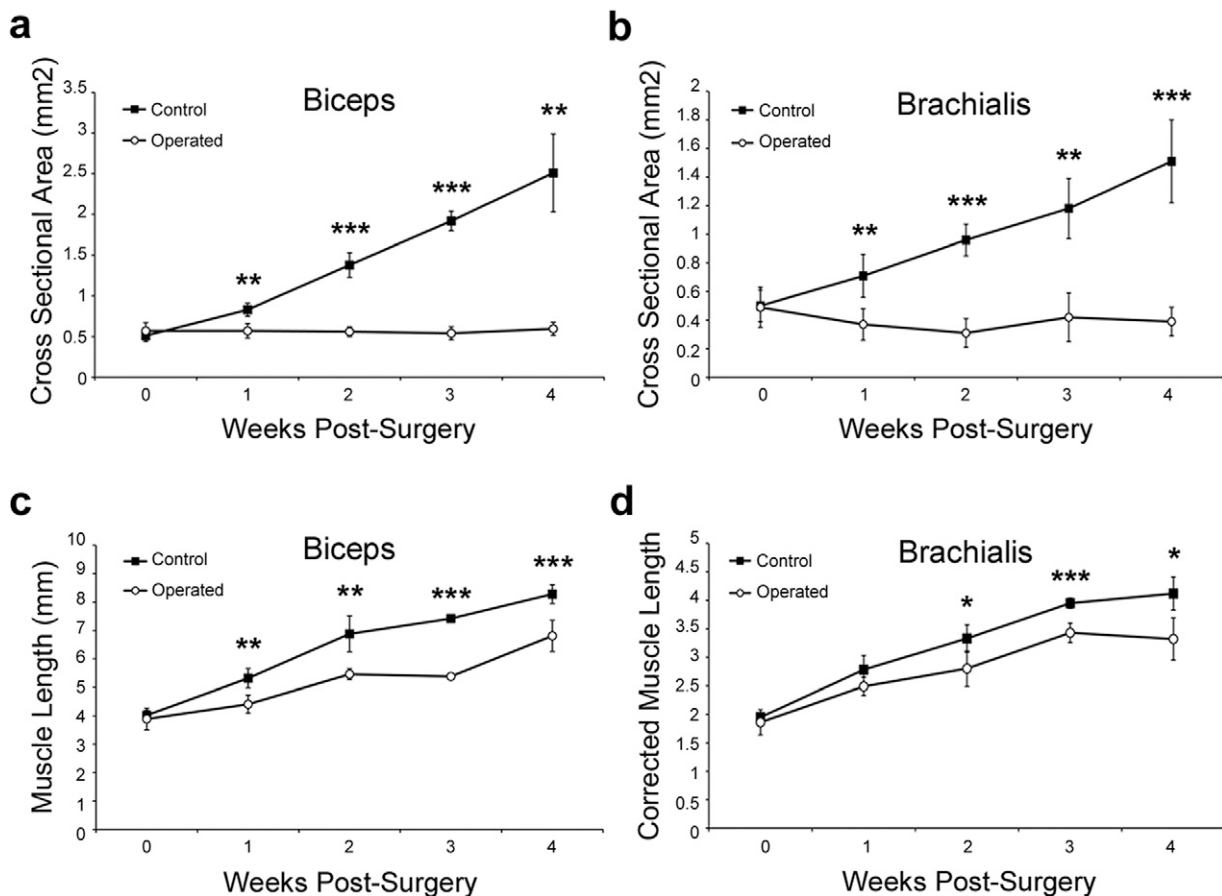 a
Cross Sectional Area (mm2)
3.5
3
2.5
2
1.5
1
0.5
0
Control
Operated
Biceps
**
***
***
**
0 1 2 3 4
Weeks Post-Surgery
b
Cross Sectional Area (mm2)
2
1.8
1.6
1.4
1.2
1
0.8
0.6
0.4
0.2
0
Control
Operated
Brachialis
**
***
**
***
0 1 2 3 4
Weeks Post-Surgery
c
Muscle Length (mm)
10
9
8
7
6
5
4
3
2
1
0
Control
Operated
Biceps
**
**
***
***
0 1 2 3 4
Weeks Post-Surgery
d
Corrected Muscle Length
5
4.5
4
3.5
3
2.5
2
1.5
1
0.5
0
Control
Operated
Brachialis
*
***
*
0 1 2 3 4
Weeks Post-Surgery